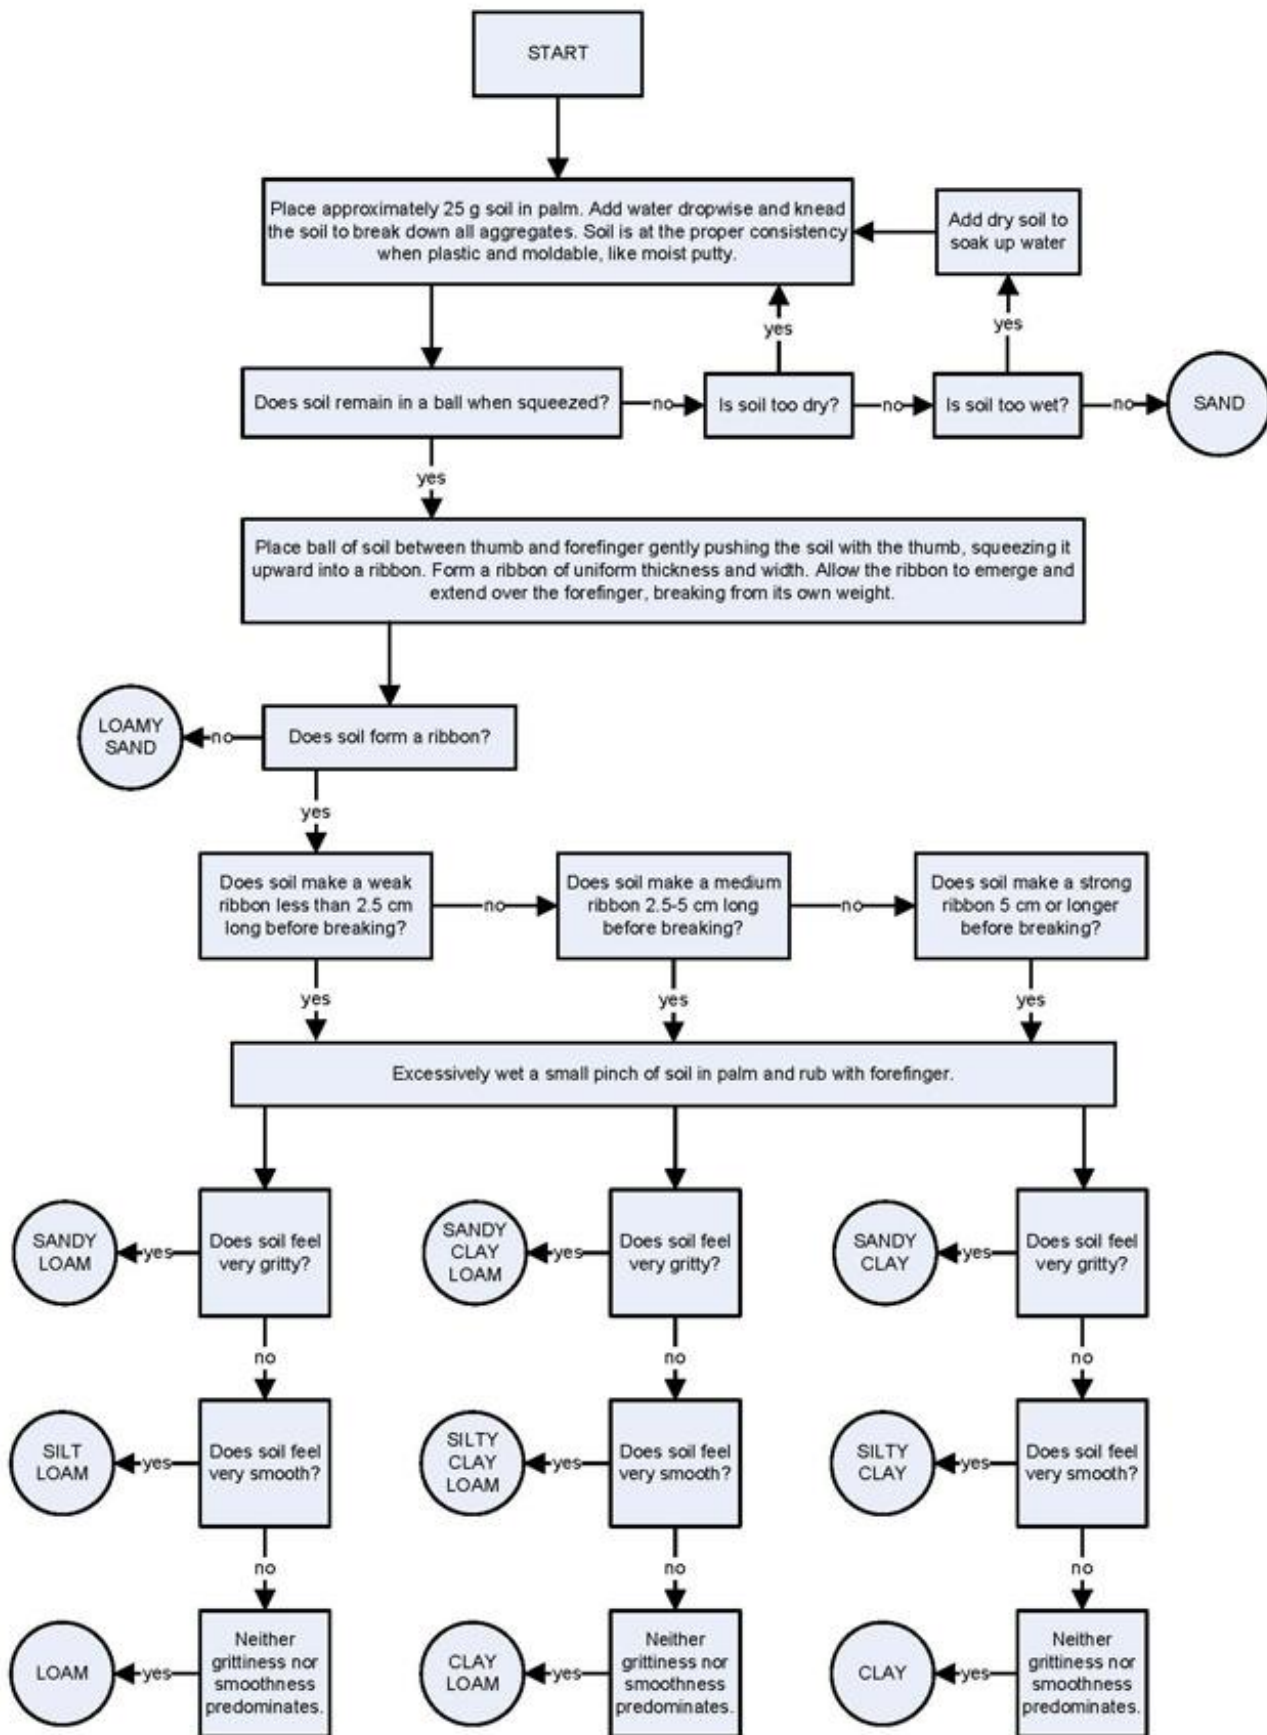 START
Place approximately 25 g soil in palm. Add water dropwise and knead
the soil to break down all aggregates. Soil is at the proper consistency
when plastic and moldable, like moist putty.
Add dry soil to
soak up water
yes
yes
Does soil remain in a ball when squeezed?
no
Is soil too dry?
no
Is soil too wet?
no
SAND
yes
Place ball of soil between thumb and forefinger gently pushing the soil with the thumb, squeezing it
upward into a ribbon. Form a ribbon of uniform thickness and width. Allow the ribbon to emerge and
extend over the forefinger, breaking from its own weight.
LOAMY
SAND
no
Does soil form a ribbon?
yes
Does soil make a weak
ribbon less than 2.5 cm
long before breaking?
no
Does soil make a medium
ribbon 2.5-5 cm long
before breaking?
no
Does soil make a strong
ribbon 5 cm or longer
before breaking?
yes
yes
yes
Excessively wet a small pinch of soil in palm and rub with forefinger.
SANDY
LOAM
yes
Does soil feel
very gritty?
SANDY
CLAY
LOAM
yes
Does soil feel
very gritty?
SANDY
CLAY
yes
Does soil feel
very gritty?
no
no
no
SILT
LOAM
yes
Does soil feel
very smooth?
SILTY
CLAY
LOAM
yes
Does soil feel
very smooth?
SILTY
CLAY
yes
Does soil feel
very smooth?
no
no
no
LOAM
yes
Neither
grittiness nor
smoothness
predominates.
CLAY
LOAM
yes
Neither
grittiness nor
smoothness
predominates.
CLAY
yes
Neither
grittiness nor
smoothness
predominates.